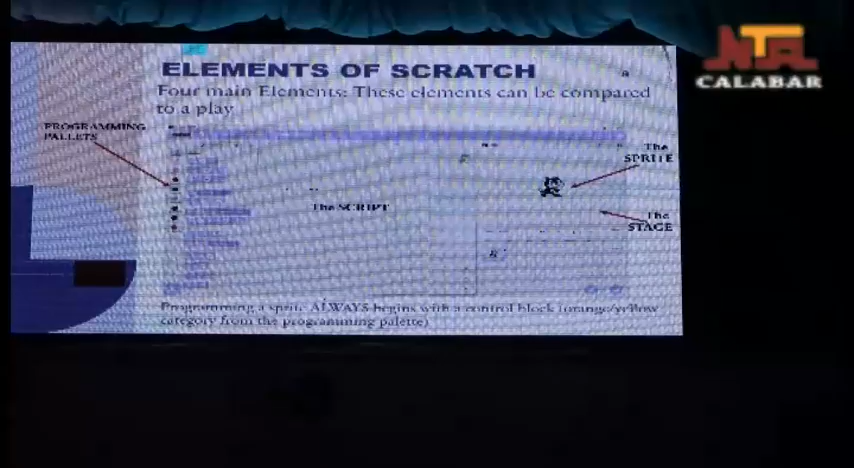 NTA
CALABAR
ELEMENTS OF SCRATCH
Four main Elements: These elements can be compared
to a play
PROGRAMMING
PALLETS
The
SPRITE
The SCRIPT
The
STAGE
Programming a sprite ALWAYS begins with a control block (orange/yellow
category from the programming palette)